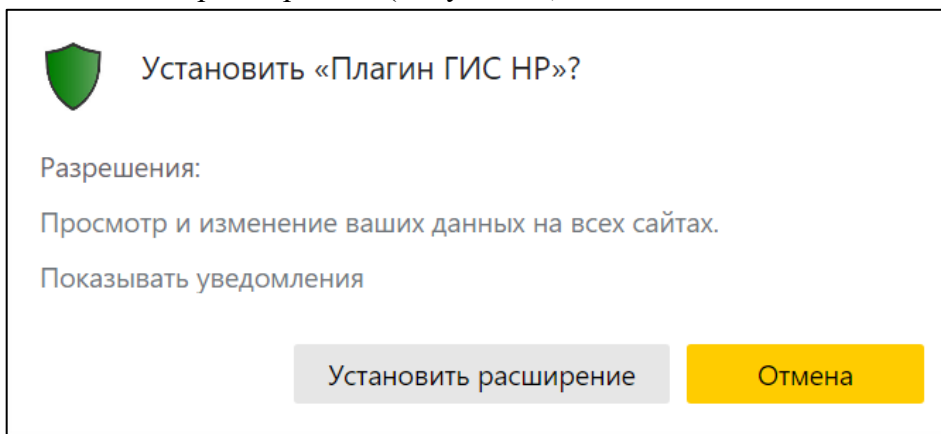 Установить «Плагин ГИС НР»?
Разрешения:
Просмотр и изменение ваших данных на всех сайтах.
Показывать уведомления
Установить расширение
Отмена